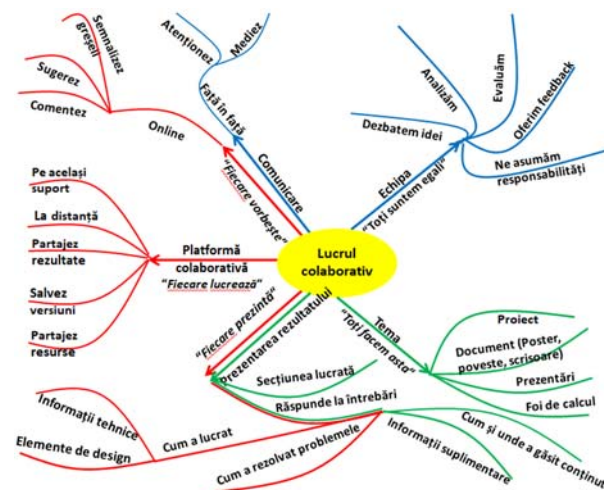 Lucrul
colaborativ
Comunicare
"Fiecare vorbește"
Față în față
Atenționez
Mediez
Online
Semnalizez
greșeli
Sugerez
Comentez
Echipa
"Toți suntem egali"
Dezbatem idei
Analizăm
Evaluăm
Oferim feedback
Ne asumăm
responsabilități
Platformă
colaborativă
"Fiecare lucrează"
Pe același
suport
La distanță
Partajez
rezultate
Salvez
versiuni
Partajez
resurse
Tema
"Toți facem asta"
Proiect
Document (Poster,
poveste, scrisoare)
Prezentări
Foi de calcul
"Fiecare prezintă"
Prezentarea rezultatului
Secțiunea lucrată
Răspunde la întrebări
Cum a lucrat
Informații tehnice
Elemente de design
Cum a rezolvat problemele
Informații suplimentare
Cum și unde a găsit conținut